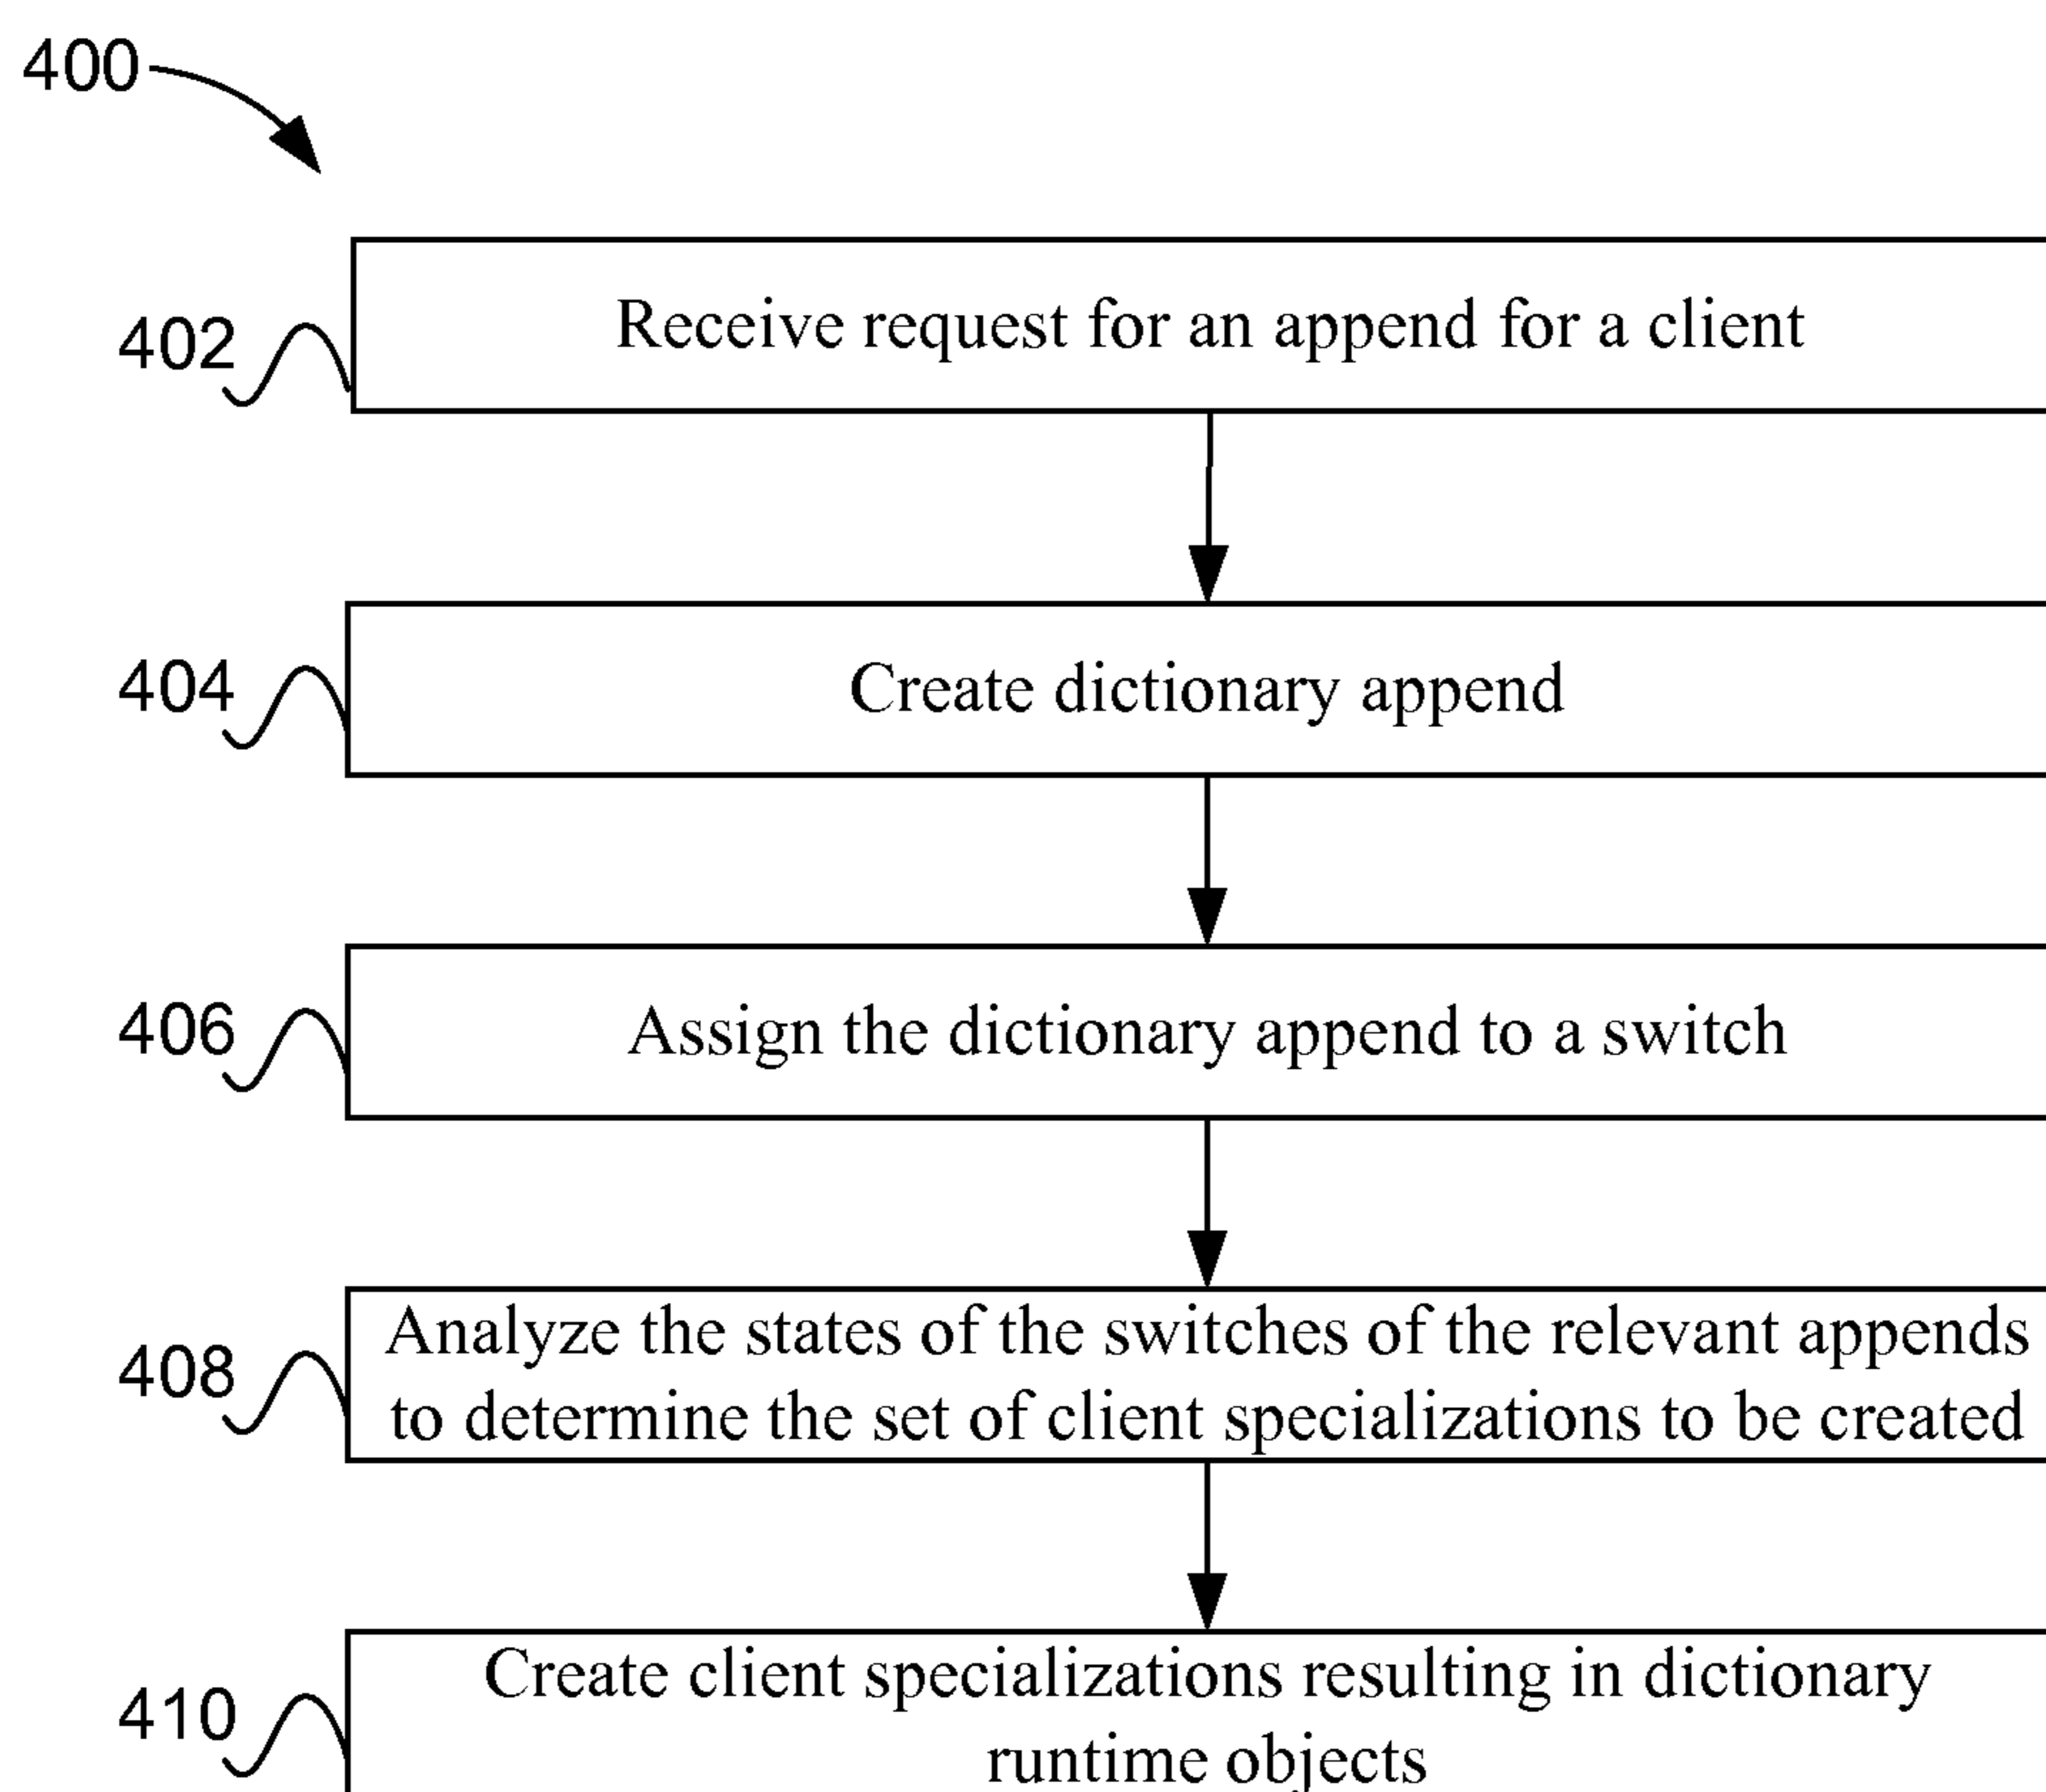 400
402
Receive request for an append for a client
404
Create dictionary append
406
Assign the dictionary append to a switch
408
Analyze the states of the switches of the relevant appends
to determine the set of client specializations to be created
410
Create client specializations resulting in dictionary
runtime objects